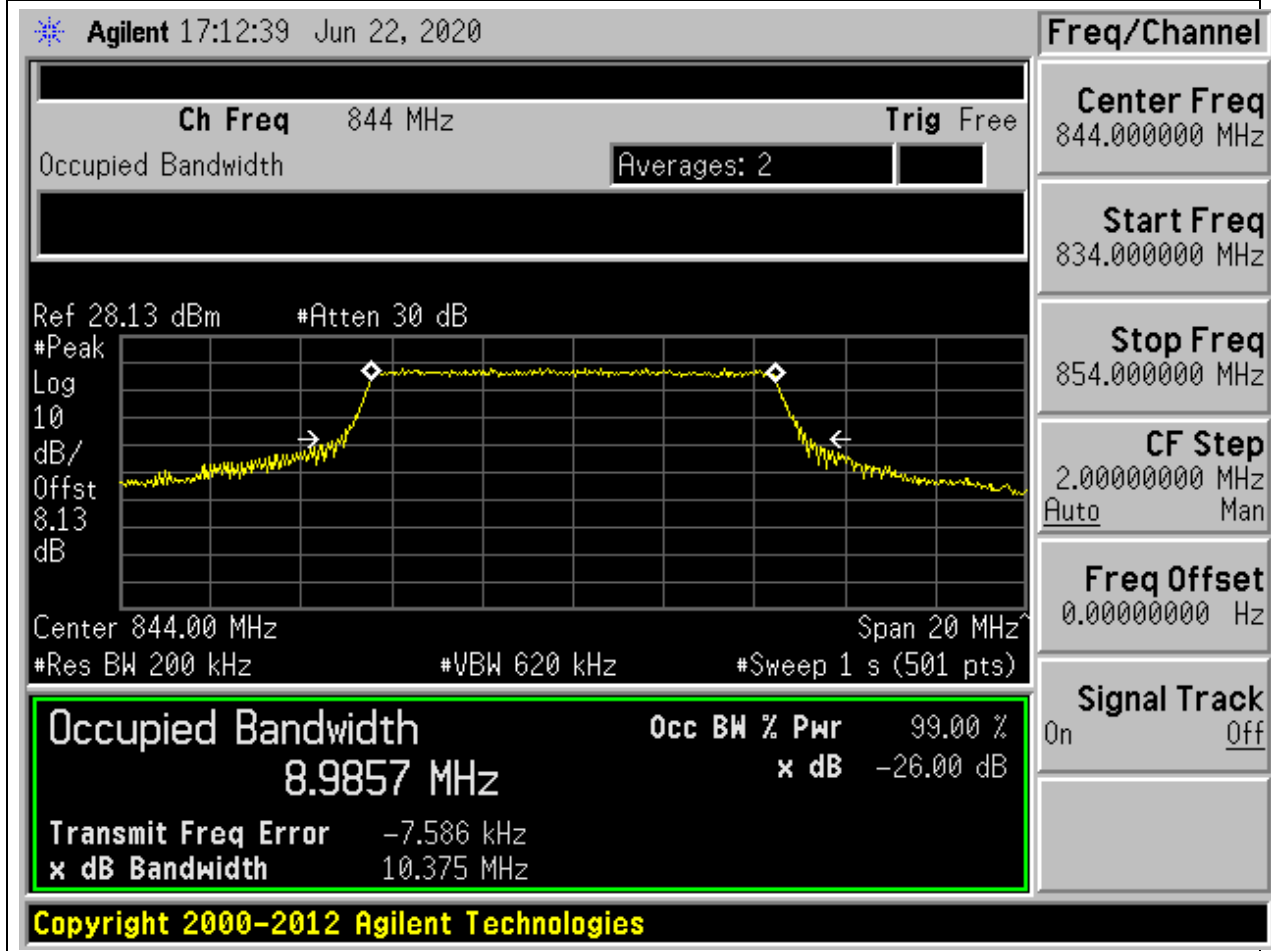 Agilent 17:12:39 Jun 22, 2020
Freq/Channel
Ch Freq 844 MHz Trig Free
Occupied Bandwidth Averages: 2
Ref 28.13 dBm #Atten 30 dB
#Peak
Log
10
dB/
Offst
8.13
dB
Center 844.00 MHz Span 20 MHz^
#Res BW 200 kHz #VBW 620 kHz #Sweep 1 s (501 pts)
Occupied Bandwidth Occ BW % Pwr 99.00 %
8.9857 MHz x dB -26.00 dB
Transmit Freq Error -7.586 kHz
x dB Bandwidth 10.375 MHz
Center Freq
844.000000 MHz
Start Freq
834.000000 MHz
Stop Freq
854.000000 MHz
CF Step
2.00000000 MHz
Auto Man
Freq Offset
0.00000000 Hz
Signal Track
On Off
Copyright 2000-2012 Agilent Technologies